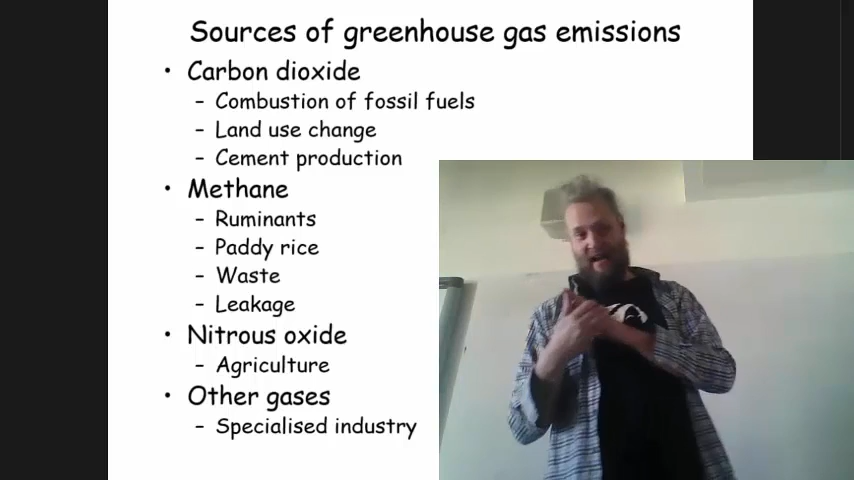 Sources of greenhouse gas emissions
• Carbon dioxide
– Combustion of fossil fuels
– Land use change
– Cement production
• Methane
– Ruminants
– Paddy rice
– Waste
– Leakage
• Nitrous oxide
– Agriculture
• Other gases
– Specialised industry